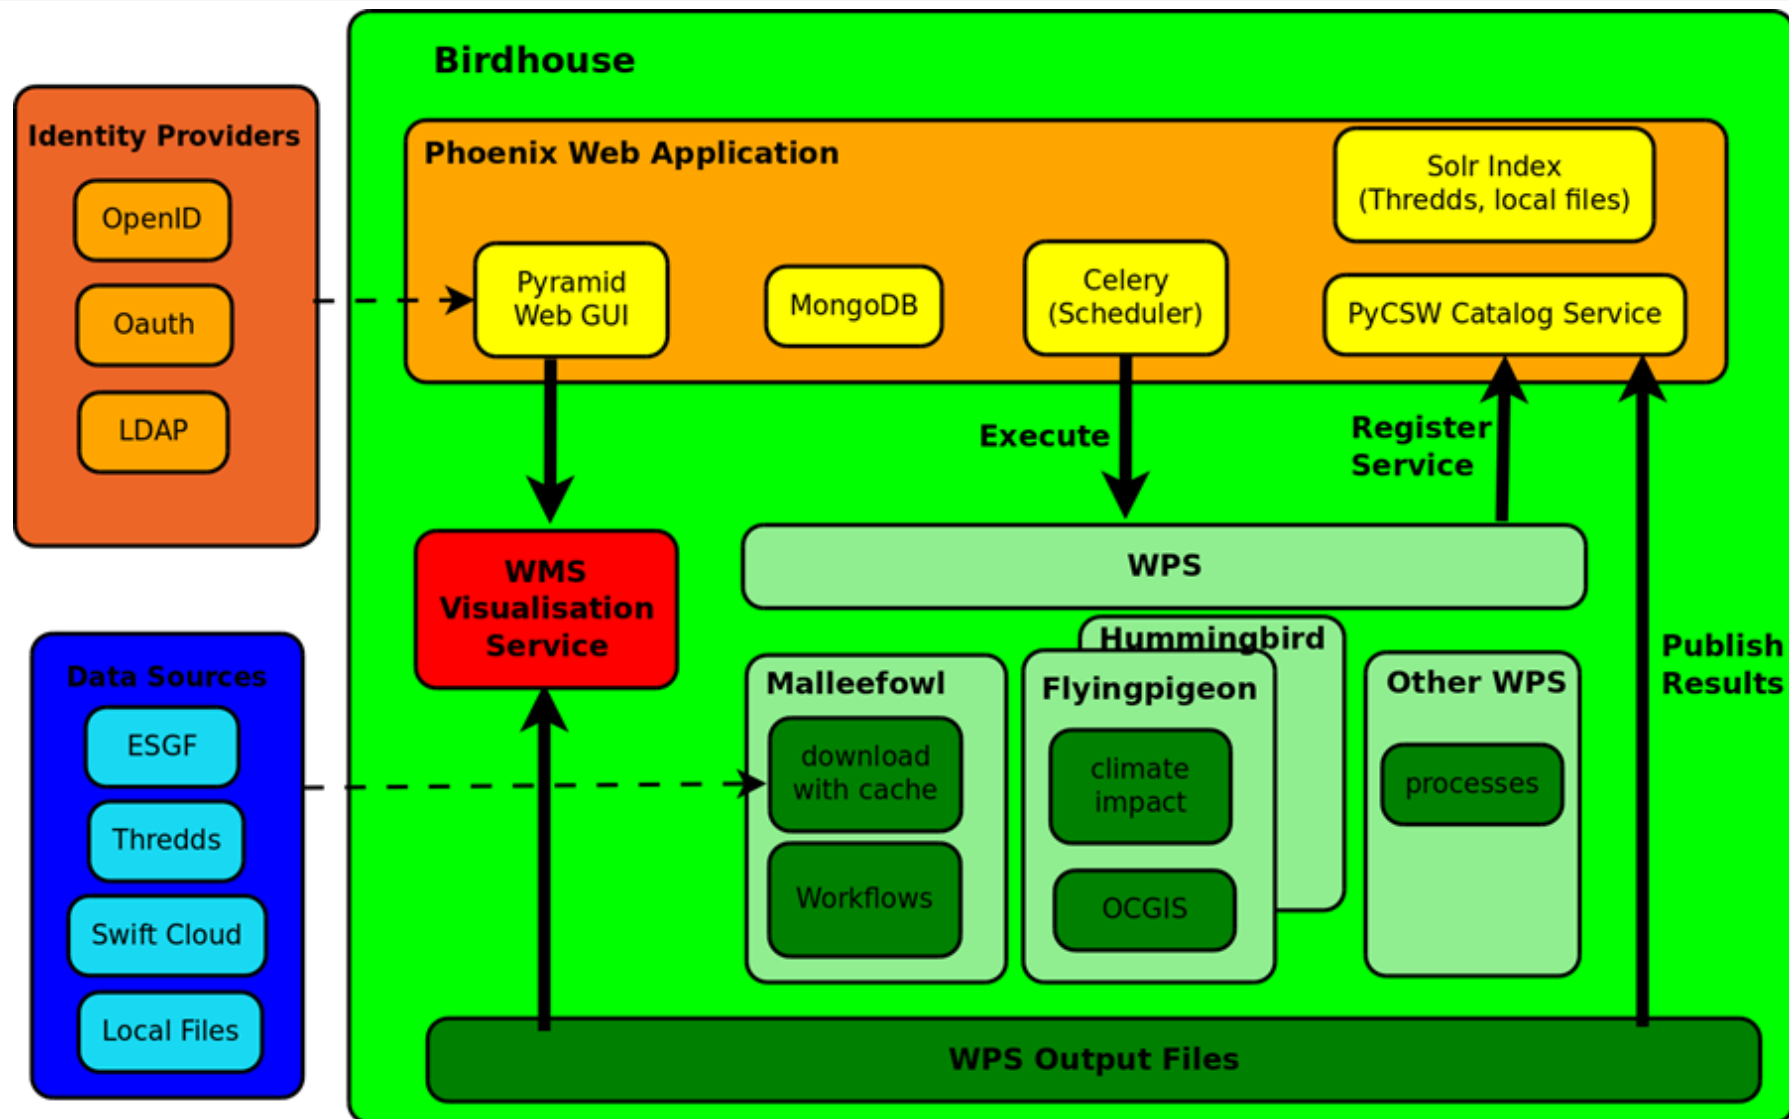 Birdhouse
Identity Providers
OpenID
Oauth
LDAP
Phoenix Web Application
Solr Index
(Thredds, local files)
Pyramid
Web GUI
MongoDB
Celery
(Scheduler)
PyCSW Catalog Service
Execute
Register
Service
WMS
Visualisation
Service
WPS
Publish
Results
Data Sources
ESGF
Thredds
Swift Cloud
Local Files
Malleefowl
download
with cache
Workflows
Hummingbird
Flyingpigeon
climate
impact
OCGIS
Other WPS
processes
WPS Output Files